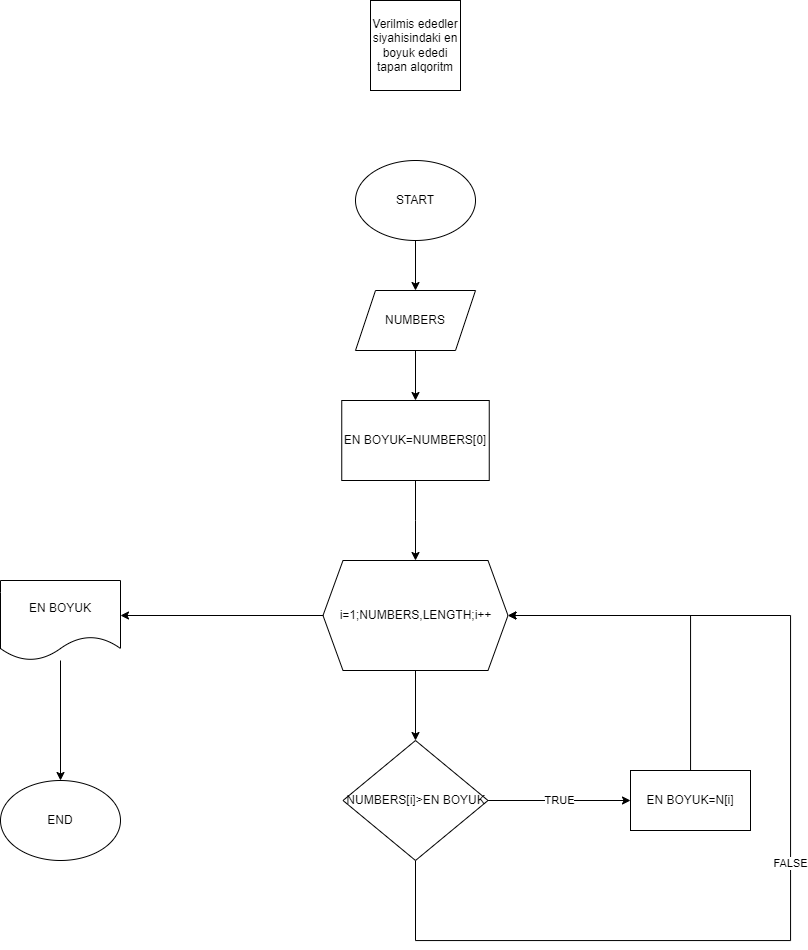 Verilmis ededler
siyahisindaki en
boyuk ededi
tapan alqoritm
START
NUMBERS
EN BOYUK=NUMBERS[0]
i=1;NUMBERS,LENGTH;i++
EN BOYUK
NUMBERS[i]>EN BOYUK
TRUE
EN BOYUK=N[i]
END
FALSE